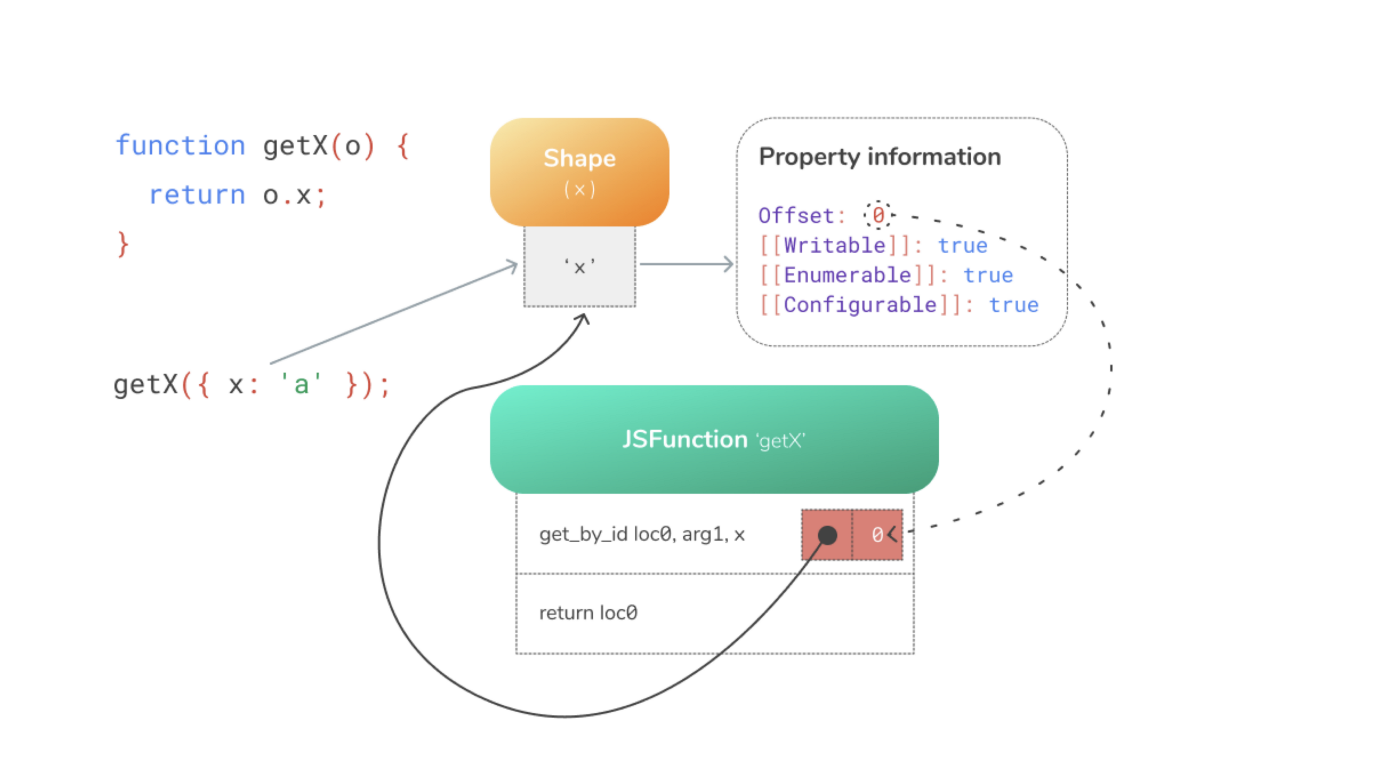 function getX(o) {
  return o.x;
}
getX({ x: 'a' });
Shape
(x)
‘x’
Property information
Offset: 0
[[Writable]]: true
[[Enumerable]]: true
[[Configurable]]: true
JSFunction ‘getX’
get_by_id loc0, arg1, x
0
return loc0